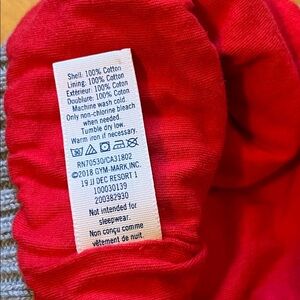 Shell: 100% Cotton
Lining: 100% Cotton
Extérieur: 100% Coton
Doublure: 100% Coton
Machine wash cold.
Only non-chlorine bleach
when needed.
Tumble dry low.
Warm iron if necessary.
RN70530/CA31802
©2018 GYM-MARK, INC.
19 JJ DEC RESORT 1
100030139
200382930
Not intended for
sleepwear.
Non conçu comme
vêtement de nuit.